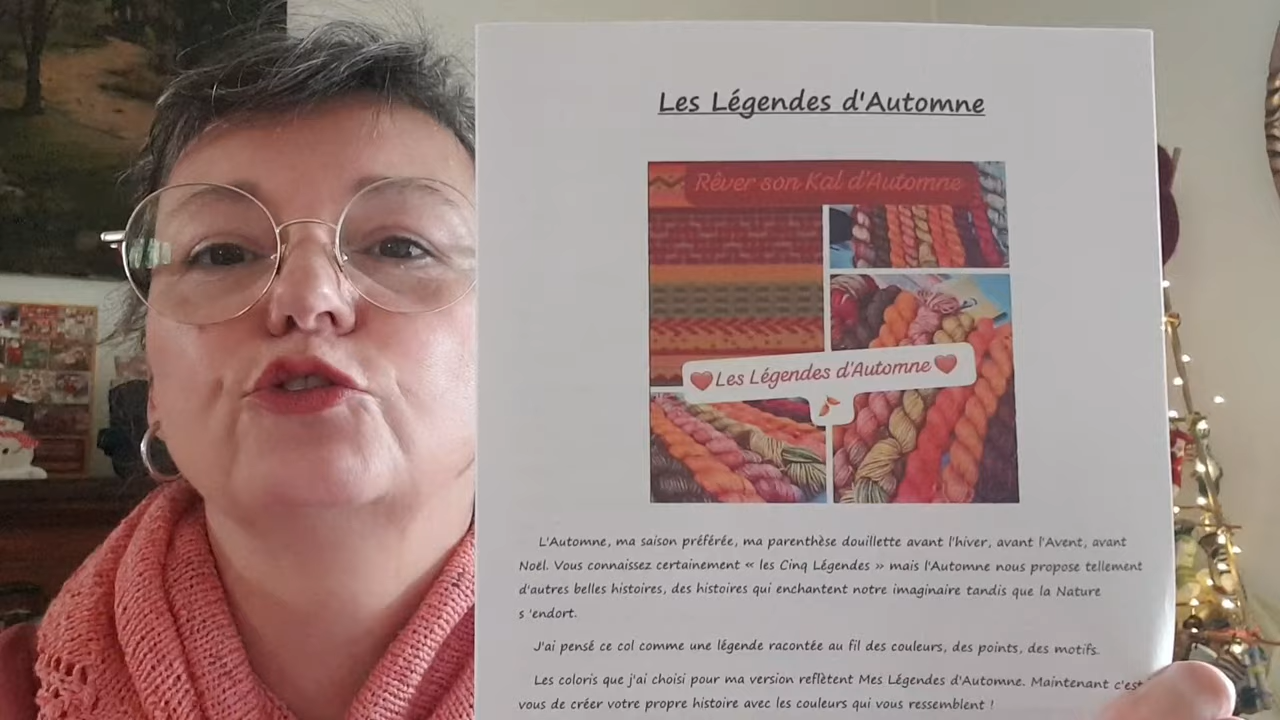 Les Légendes d'Automne
Rêver son Kal d'Automne
Les Légendes d'Automne
L'Automne, ma saison préférée, ma parenthèse douillette avant l'hiver, avant l'Avent, avant
Noël. Vous connaissez certainement « les Cinq Légendes » mais l'Automne nous propose tellement
d'autres belles histoires, des histoires qui enchantent notre imaginaire tandis que la Nature
s 'endort.
J'ai pensé ce col comme une légende racontée au fil des couleurs, des points, des motifs.
Les coloris que j'ai choisi pour ma version reflètent Mes Légendes d'Automne. Maintenant c'est
vous de créer votre propre histoire avec les couleurs qui vous ressemblent !